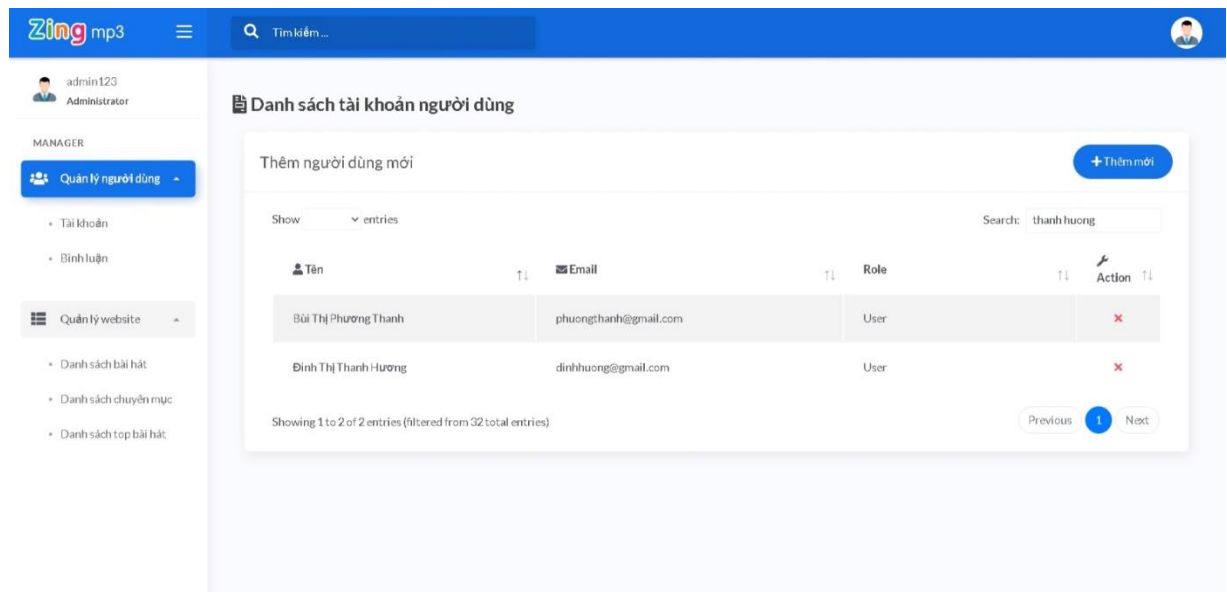 Zing mp3
Tìm kiếm ...
admin123
Administrator
MANAGER
Quản lý người dùng
Tài khoản
Bình luận
Quản lý website
Danh sách bài hát
Danh sách chuyên mục
Danh sách top bài hát
Danh sách tài khoản người dùng
Thêm người dùng mới
+Thêm mới
Show entries
Search: thanh huong
Tên Email Role Action
Bùi Thị Phương Thanh phuongthanh@gmail.com User
Đinh Thị Thanh Hương dinhhuong@gmail.com User
Showing 1 to 2 of 2 entries (filtered from 32 total entries)
Previous 1 Next